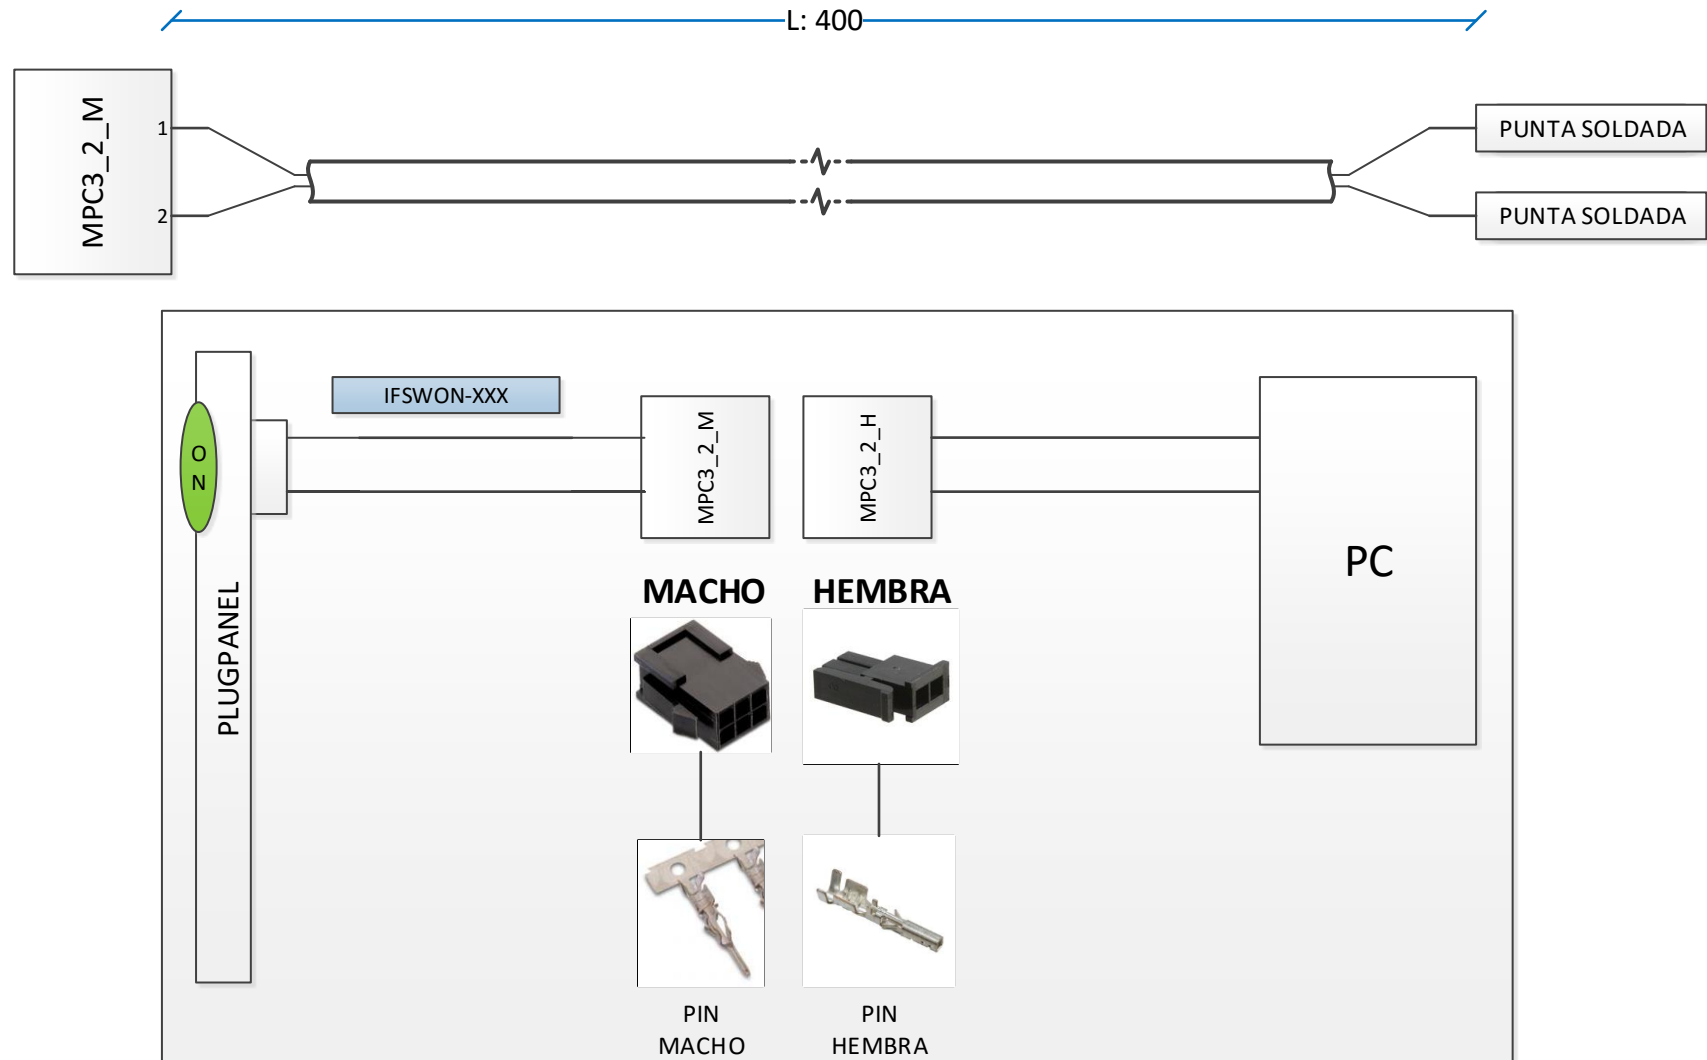 L: 400
MPC3_2_M
1
2
PUNTA SOLDADA
PUNTA SOLDADA
IFSWON-XXX
O
N
PLUGPANEL
MPC3_2_M
MPC3_2_H
PC
MACHO
HEMBRA
PIN
MACHO
PIN
HEMBRA